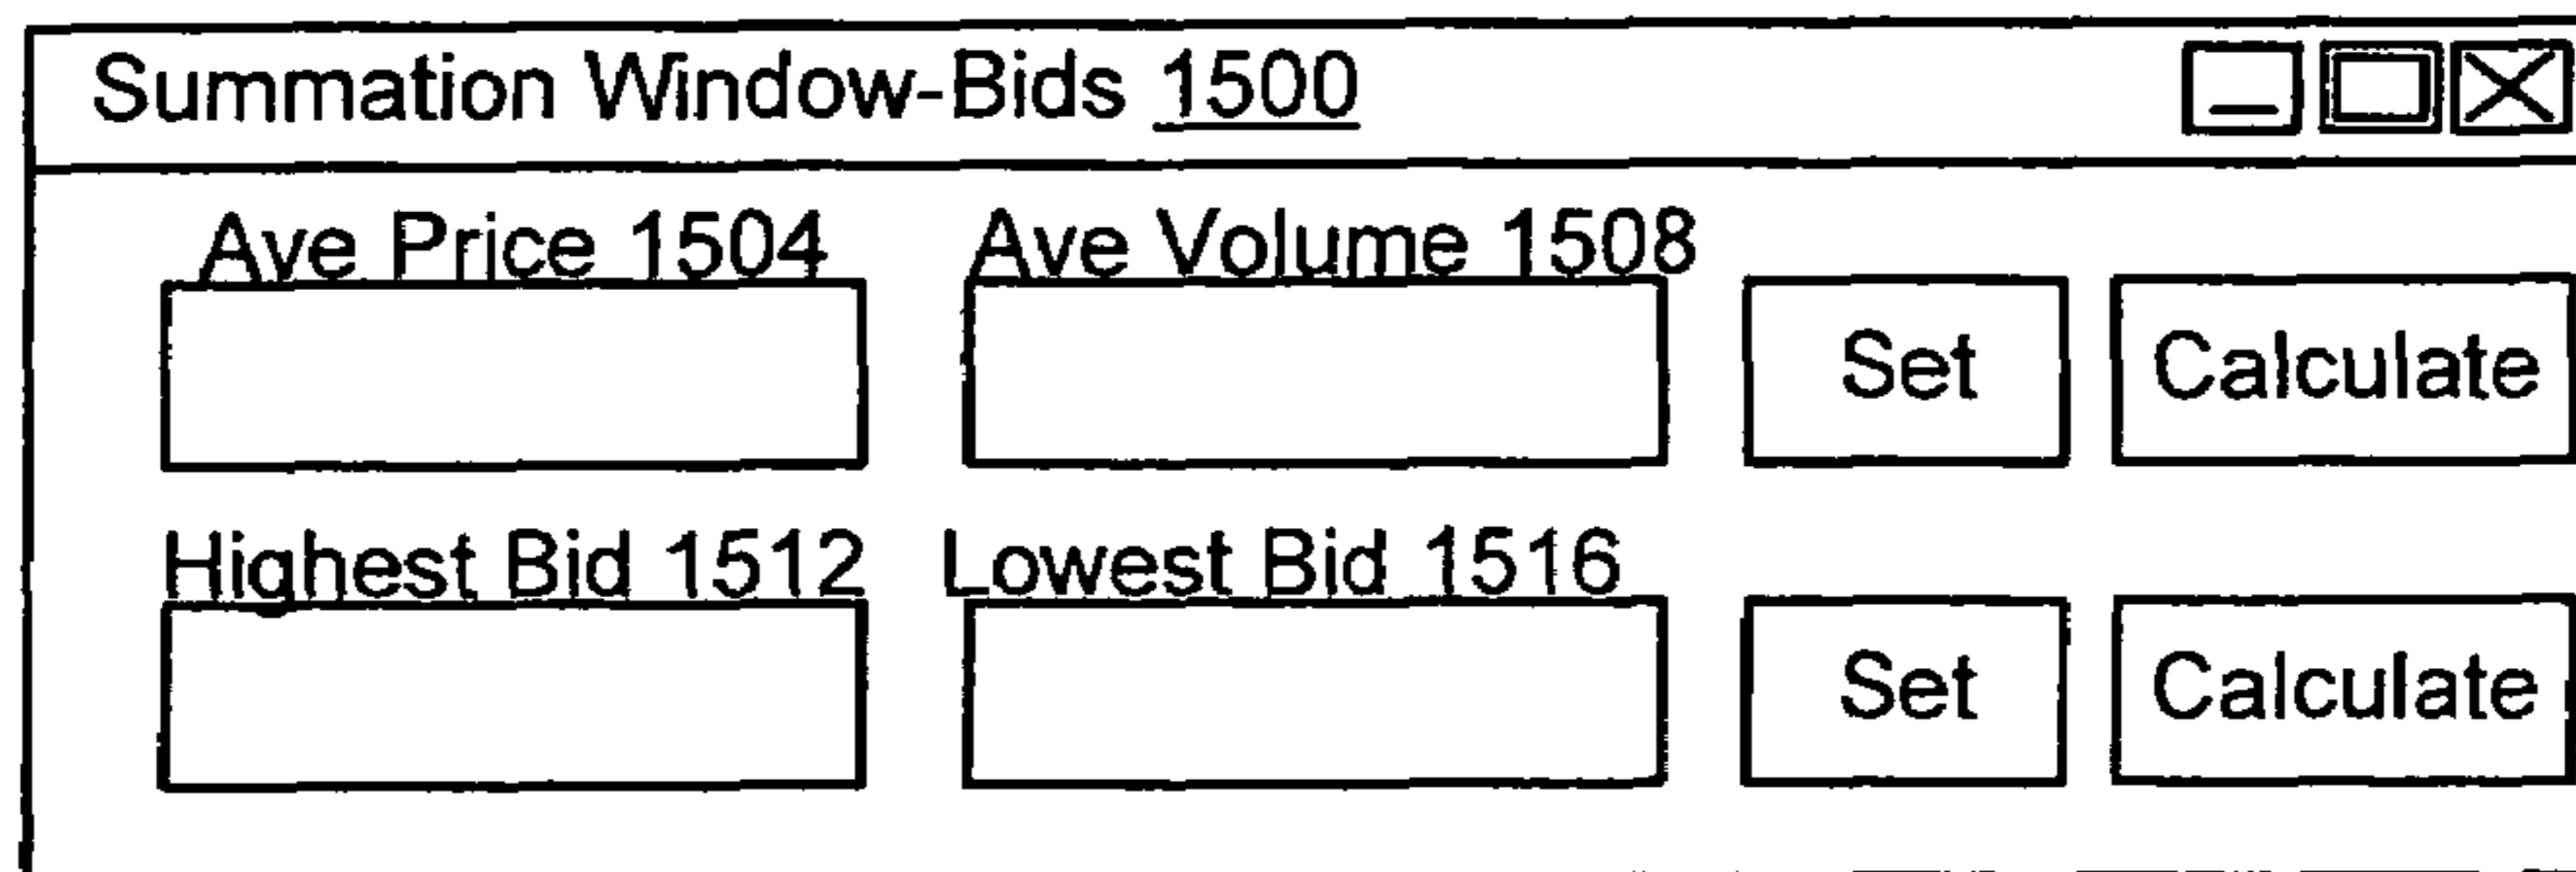 Summation Window-Bids 1500
Ave Price 1504 Ave Volume 1508
Set Calculate
Highest Bid 1512 Lowest Bid 1516
Set Calculate